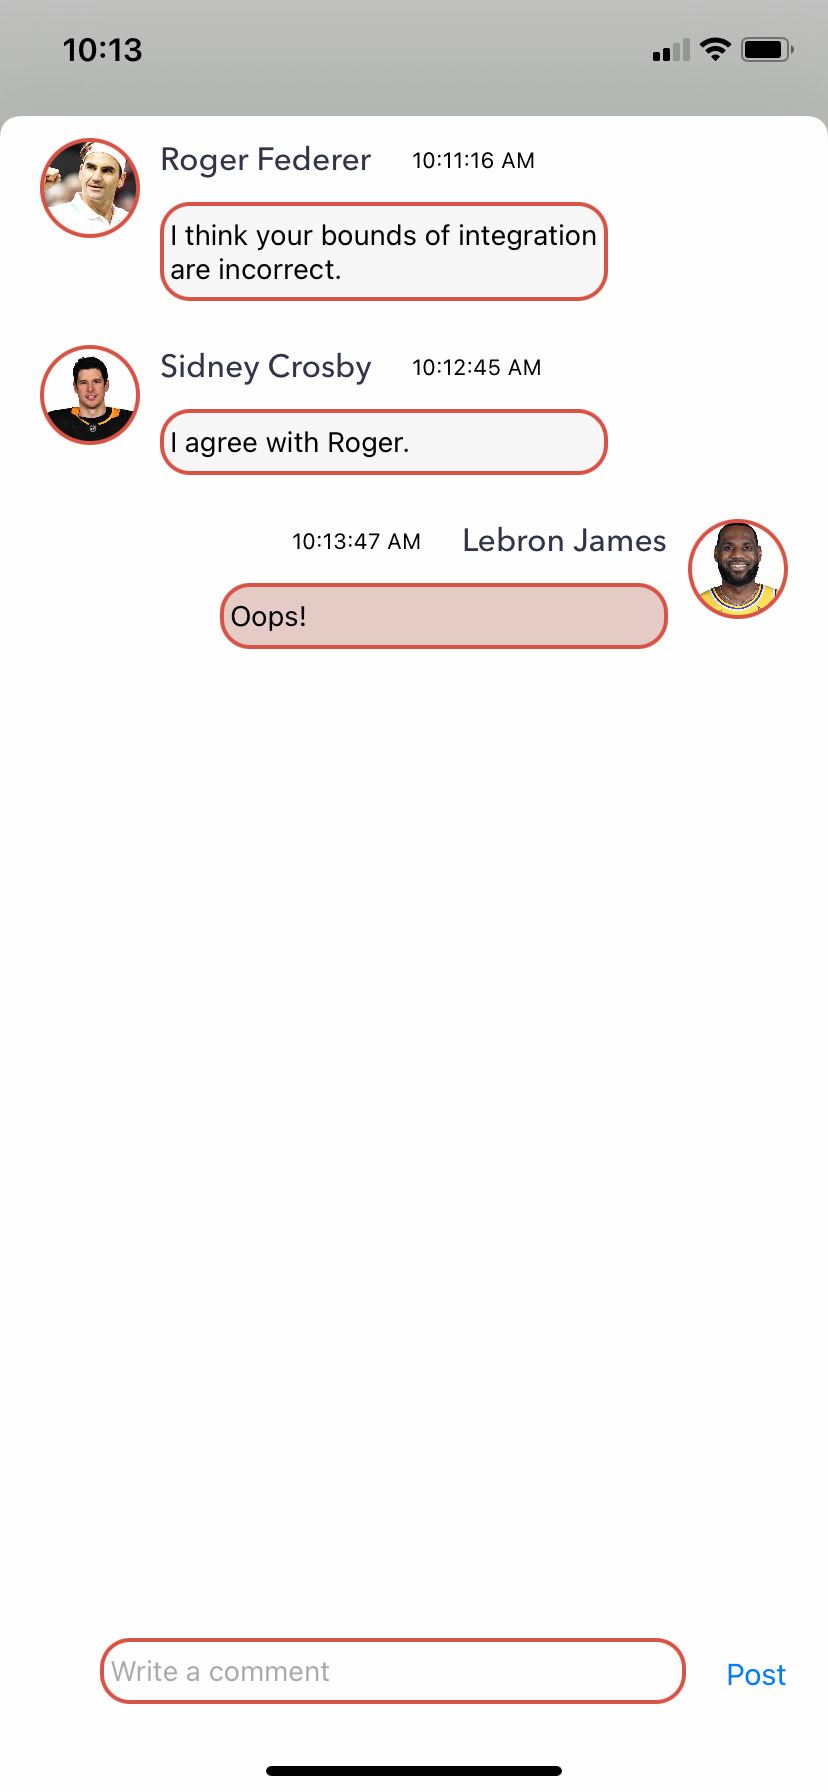 10:13
Roger Federer 10:11:16 AM
I think your bounds of integration
are incorrect.
Sidney Crosby 10:12:45 AM
I agree with Roger.
10:13:47 AM Lebron James
Oops!
Write a comment Post